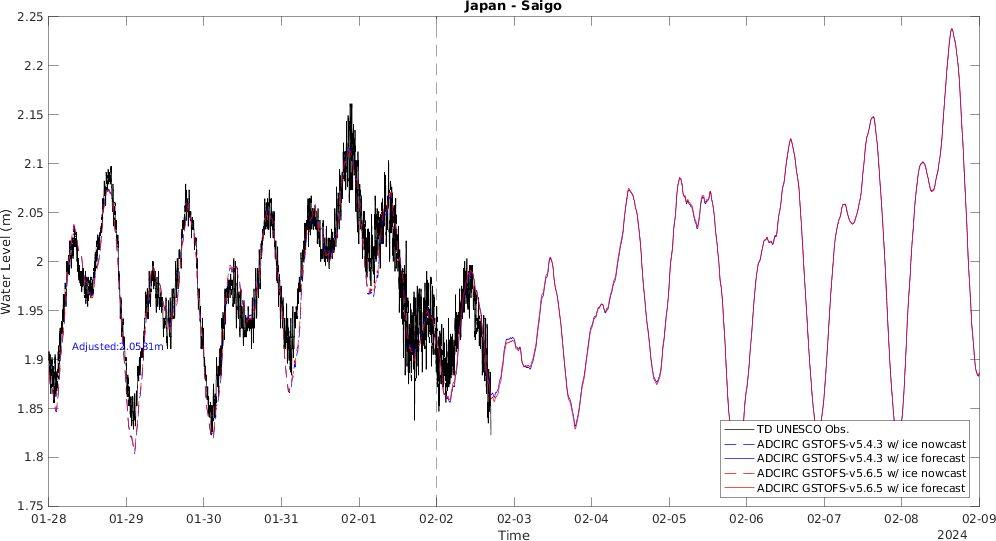 Japan - Saigo
2.25
2.2
2.15
2.1
2.05
2
1.95
1.9
1.85
1.8
1.75
Water Level (m)
Adjusted:2.0531m
TD UNESCO Obs.
ADCIRC GSTOFS-v5.4.3 w/ ice nowcast
ADCIRC GSTOFS-v5.4.3 w/ ice forecast
ADCIRC GSTOFS-v5.6.5 w/ ice nowcast
ADCIRC GSTOFS-v5.6.5 w/ ice forecast
01-28 01-29 01-30 01-31 02-01 02-02 02-03 02-04 02-05 02-06 02-07 02-08 02-09
Time
2024